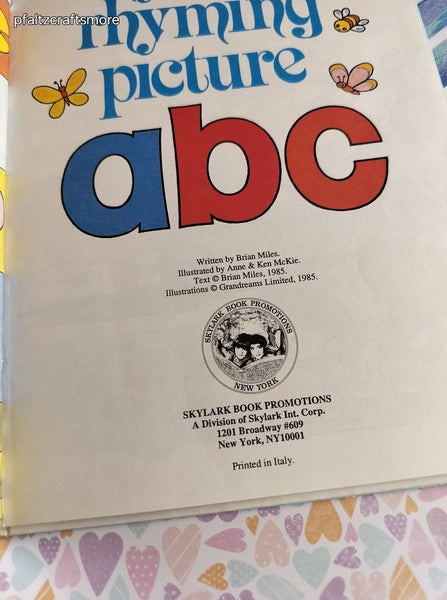 pfaltzcraftsmore
rhyming
picture
abc
Written by Brian Miles.
Illustrated by Anne & Ken McKie.
Text © Brian Miles, 1985.
Illustrations © Grandreams Limited, 1985.
SKYLARK BOOK PROMOTIONS
NEW YORK
SKYLARK BOOK PROMOTIONS
A Division of Skylark Int. Corp.
1201 Broadway #609
New York, NY10001
Printed in Italy.